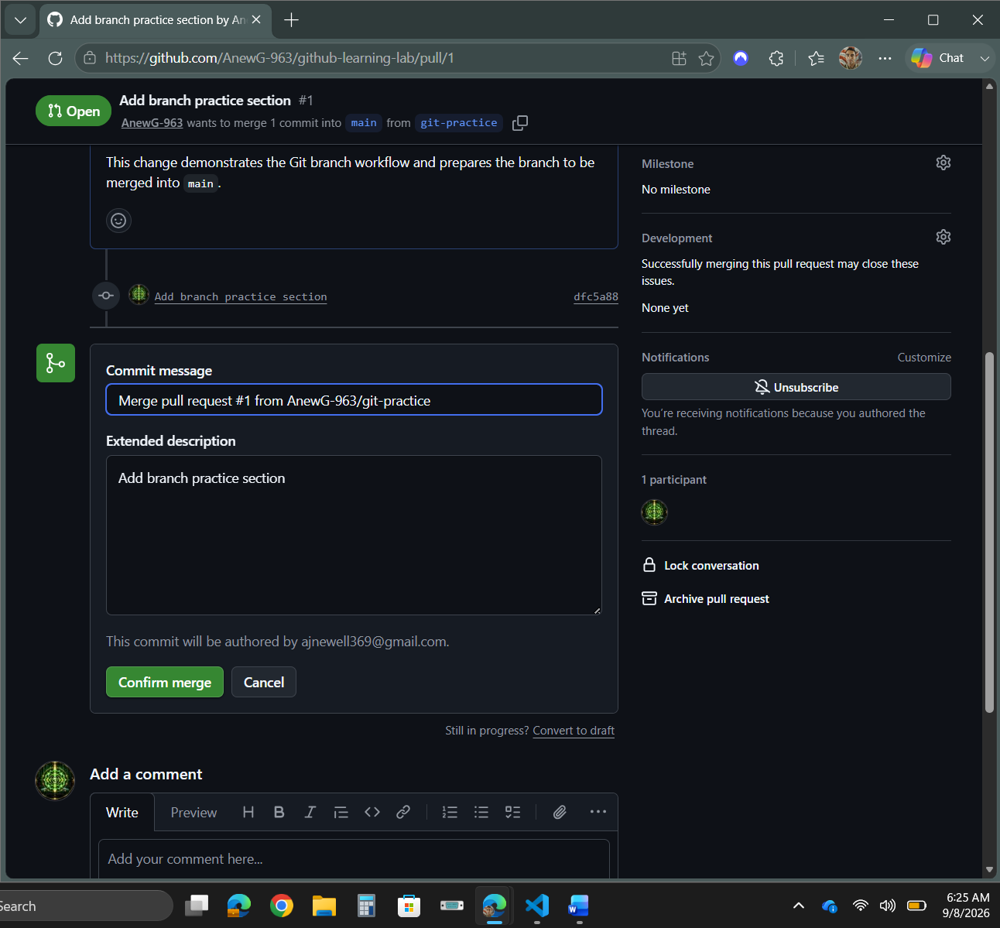 Add branch practice section by An
https://github.com/AnewG-963/github-learning-lab/pull/1
Chat
Open
Add branch practice section #1
AnewG-963 wants to merge 1 commit into main from git-practice
This change demonstrates the Git branch workflow and prepares the branch to be
merged into main.
Add branch practice section
dfc5a88
Commit message
Merge pull request #1 from AnewG-963/git-practice
Extended description
Add branch practice section
This commit will be authored by ajnewell369@gmail.com.
Confirm merge
Cancel
Still in progress? Convert to draft
Add a comment
Write
Preview
Add your comment here...
Milestone
No milestone
Development
Successfully merging this pull request may close these
issues.
None yet
Notifications
Customize
Unsubscribe
You're receiving notifications because you authored the
thread.
1 participant
Lock conversation
Archive pull request
Search
6:25 AM
9/8/2026